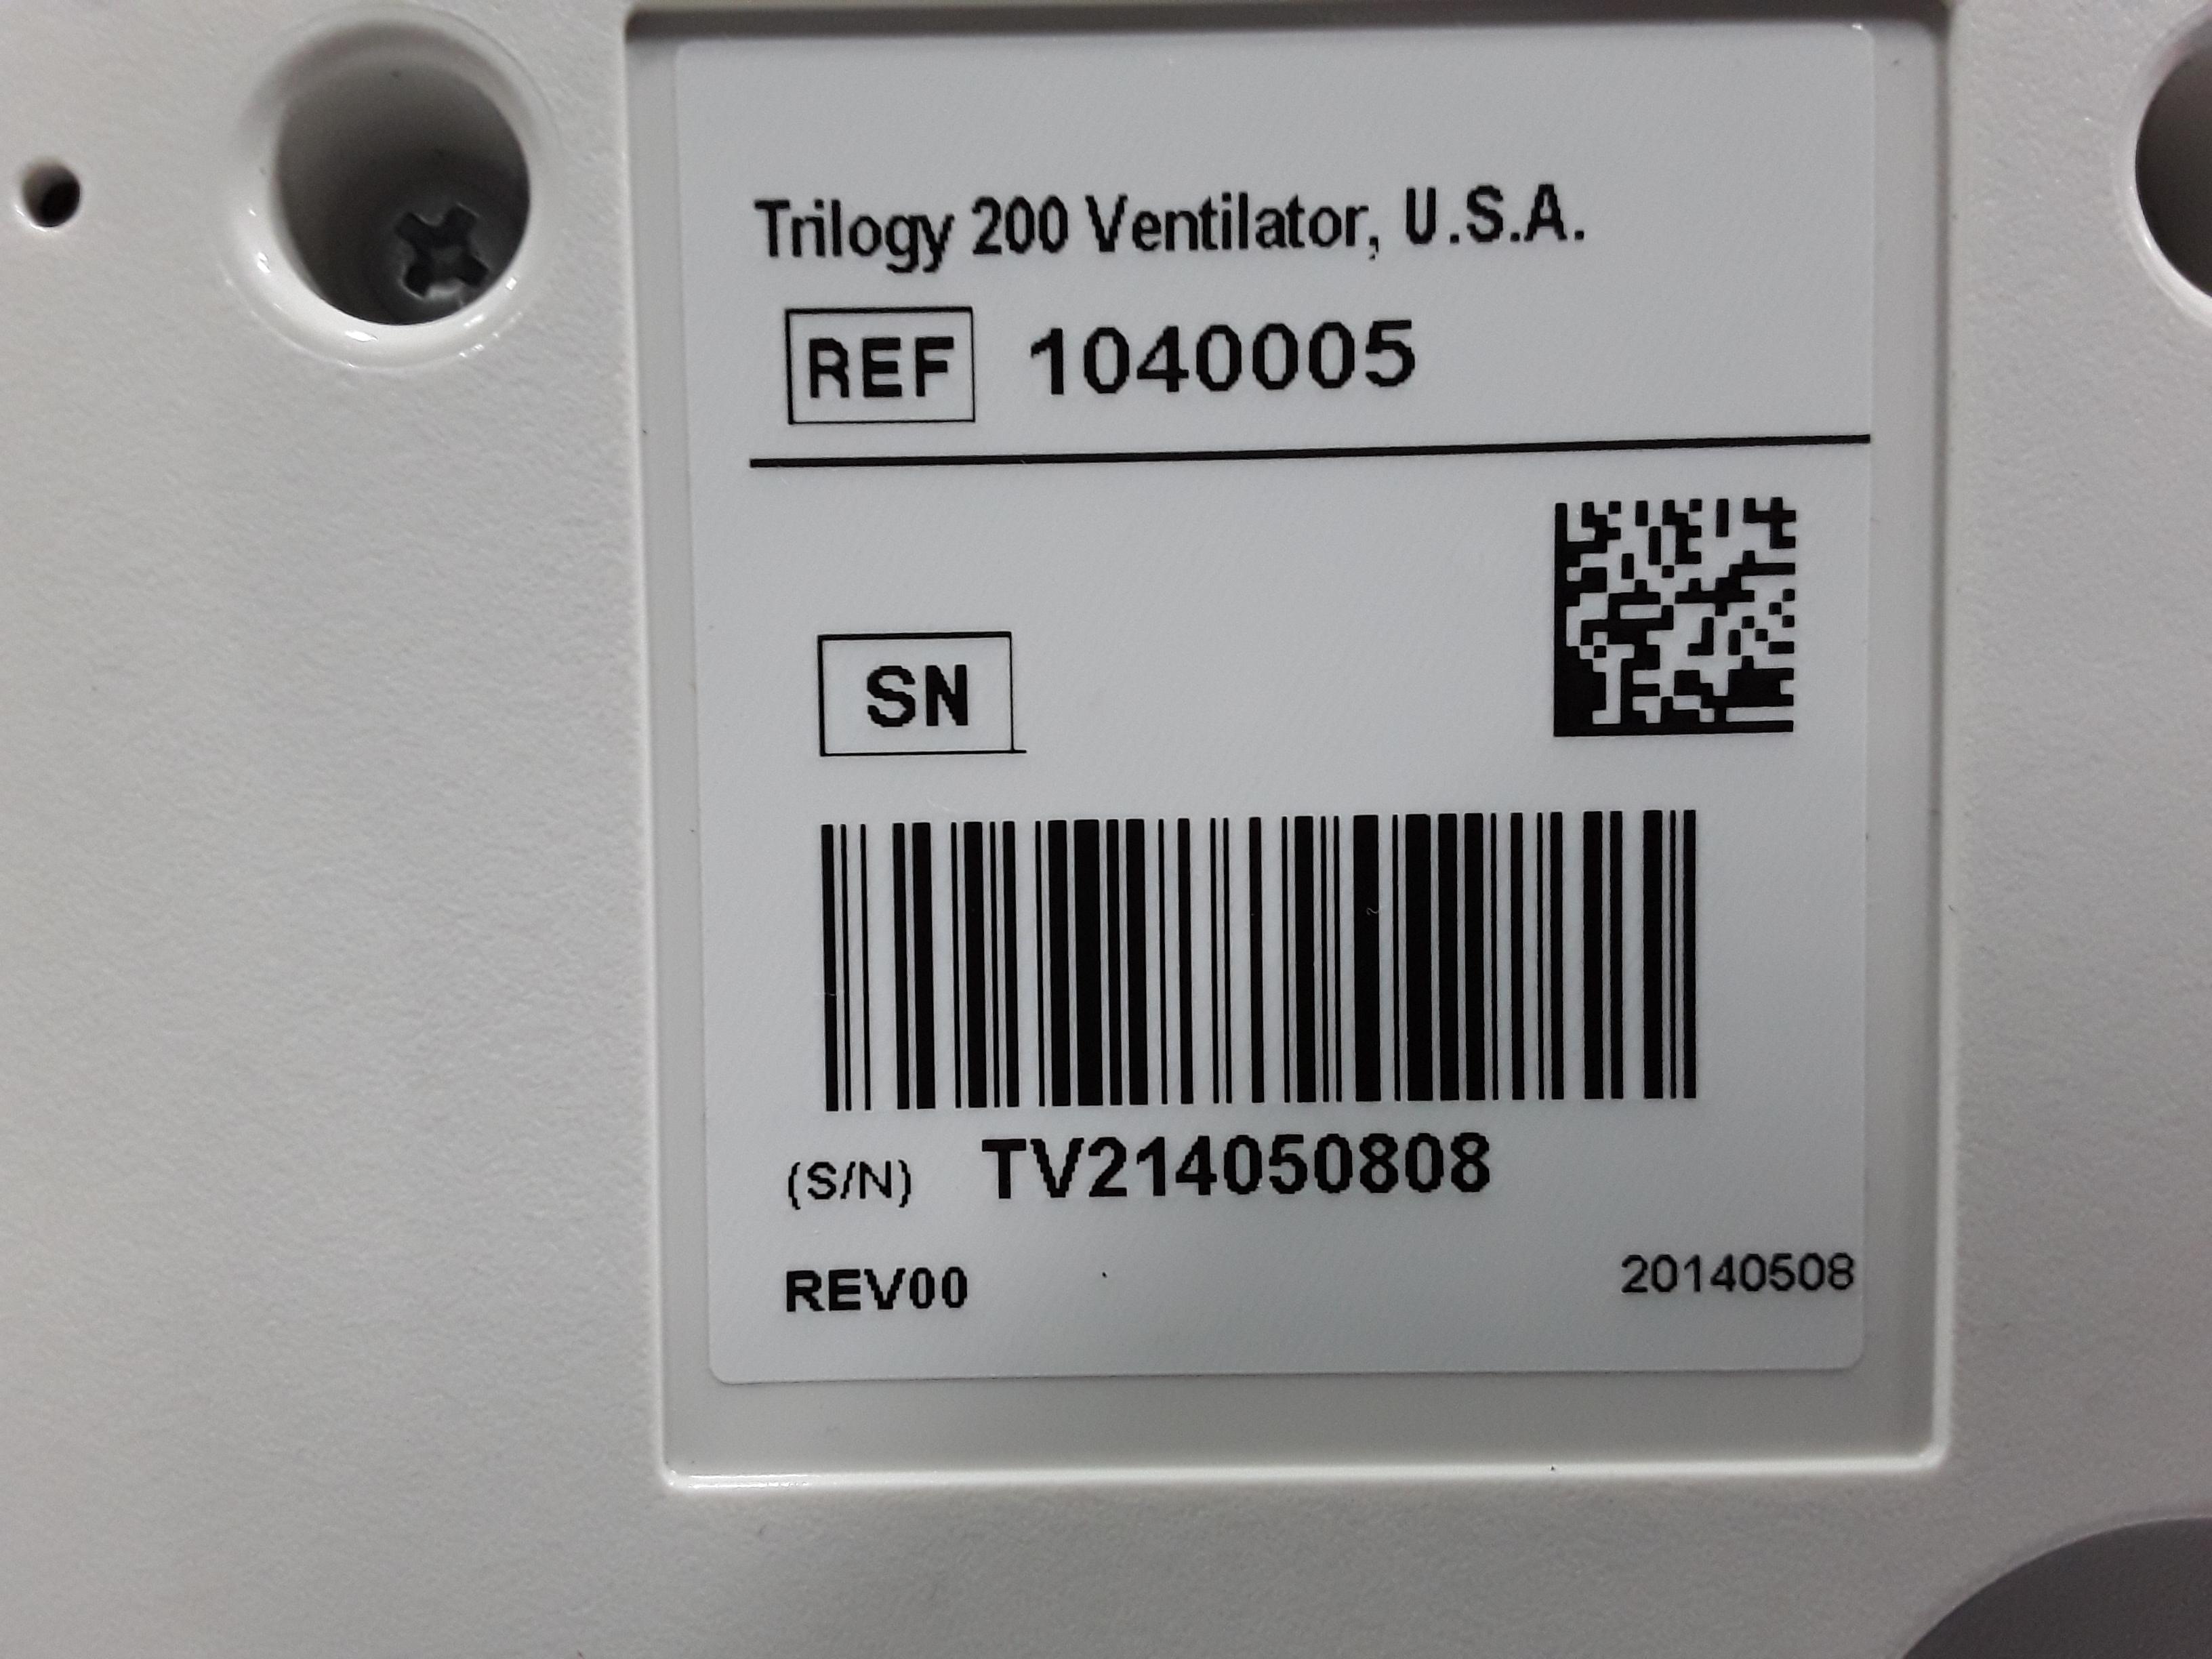 Trilogy 200 Ventilator, U.S.A.
REF 1040005
SN
(S/N) TV214050808
REV00 20140508